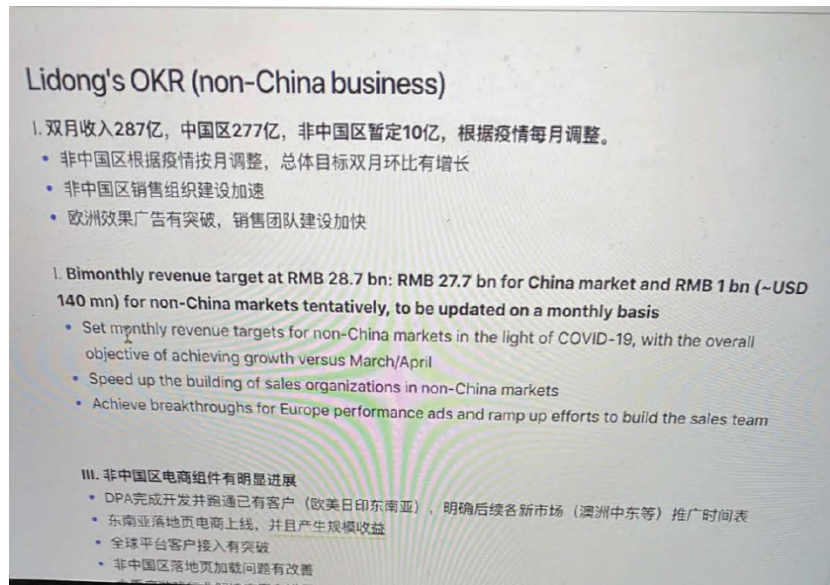 Lidong's OKR (non-China business)
I. 双月收入287亿，中国区277亿，非中国区暂定10亿，根据疫情每月调整。
• 非中国区根据疫情按月调整，总体目标双月环比有增长
• 非中国区销售组织建设加速
• 欧洲效果广告有突破，销售团队建设加快
I. Bimonthly revenue target at RMB 28.7 bn: RMB 27.7 bn for China market and RMB 1 bn (~USD
140 mn) for non-China markets tentatively, to be updated on a monthly basis
• Set monthly revenue targets for non-China markets in the light of COVID-19, with the overall
objective of achieving growth versus March/April
• Speed up the building of sales organizations in non-China markets
• Achieve breakthroughs for Europe performance ads and ramp up efforts to build the sales team
III. 非中国区电商组件有明显进展
• DPA完成开发并跑通已有客户（欧美日印东南亚），明确后续各新市场（澳洲中东等）推广时间表
• 东南亚落地页电商上线，并且产生规模收益
• 全球平台客户接入有突破
• 非中国区落地页加载问题有改善